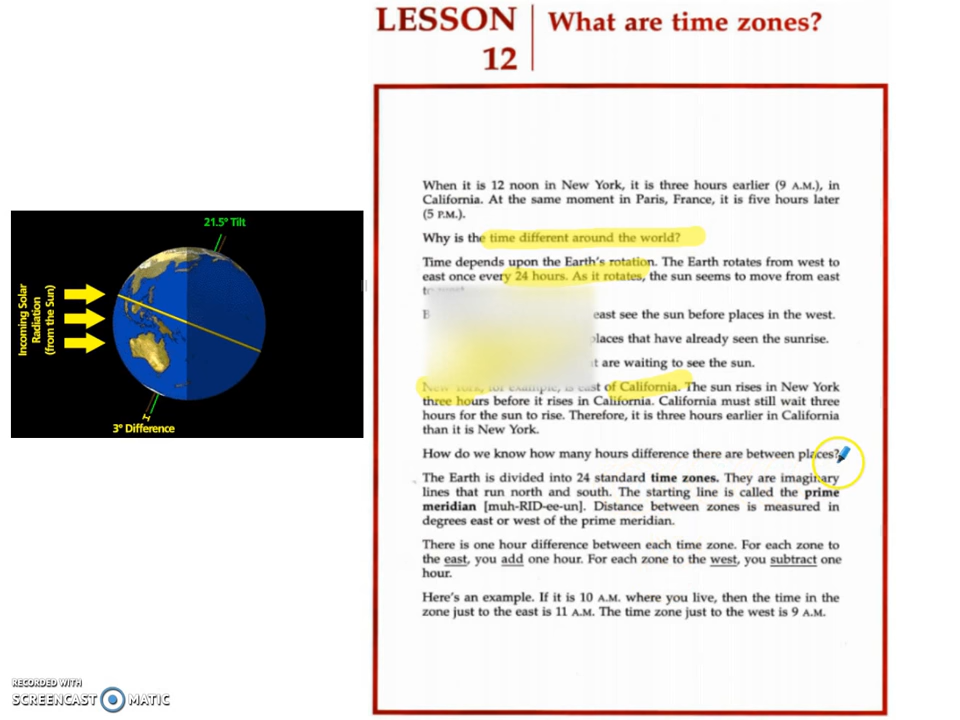 LESSON
12
What are time zones?
When it is 12 noon in New York, it is three hours earlier (9 A.M.), in
California. At the same moment in Paris, France, it is five hours later
(5 P.M.).
Why is the time different around the world?
Time depends upon the Earth's rotation. The Earth rotates from west to
east once every 24 hours. As it rotates, the sun seems to move from east
east see the sun before places in the west.
places that have already seen the sunrise.
are waiting to see the sun.
New York, for example, is east of California. The sun rises in New York
three hours before it rises in California. California must still wait three
hours for the sun to rise. Therefore, it is three hours earlier in California
than it is New York.
How do we know how many hours difference there are between places?
The Earth is divided into 24 standard time zones. They are imaginary
lines that run north and south. The starting line is called the prime
meridian [muh-RID-ee-un]. Distance between zones is measured in
degrees east or west of the prime meridian.
There is one hour difference between each time zone. For each zone to
the east, you add one hour. For each zone to the west, you subtract one
hour.
Here's an example. If it is 10 A.M. where you live, then the time in the
zone just to the east is 11 A.M. The time zone just to the west is 9 A.M.
21.5° Tilt
Incoming Solar
Radiation
(from the Sun)
3° Difference
RECORDED WITH
SCREENCAST MATIC